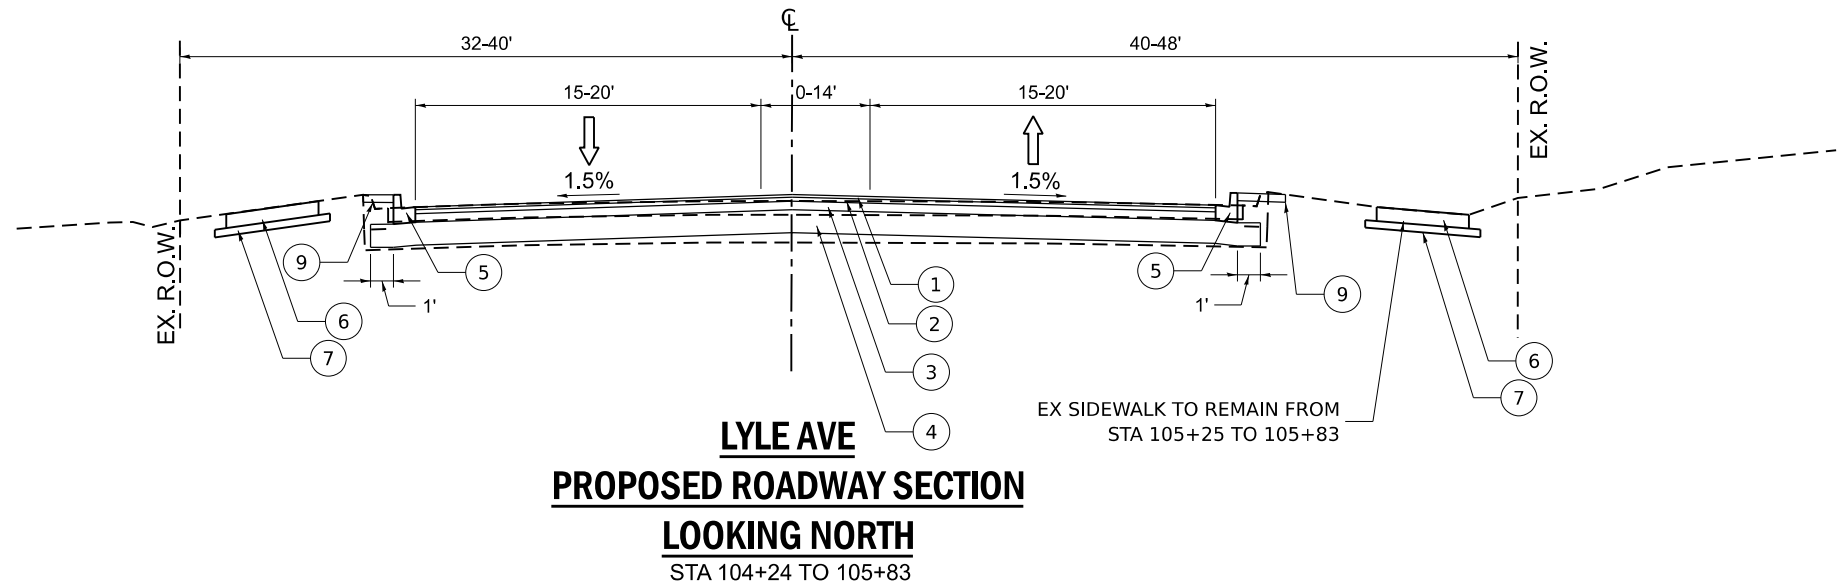 ℄
32-40'
40-48'
15-20'
0-14'
15-20'
1.5%
1.5%
EX. R.O.W.
EX. R.O.W.
9
5
1'
6
7
1
2
3
4
5
1'
9
6
7
EX SIDEWALK TO REMAIN FROM
STA 105+25 TO 105+83
LYLE AVE
PROPOSED ROADWAY SECTION
LOOKING NORTH
STA 104+24 TO 105+83